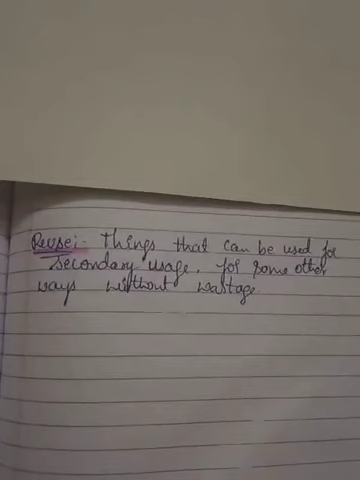 Reuse:- Things that can be used for
secondary usage, for some other
ways without wastage